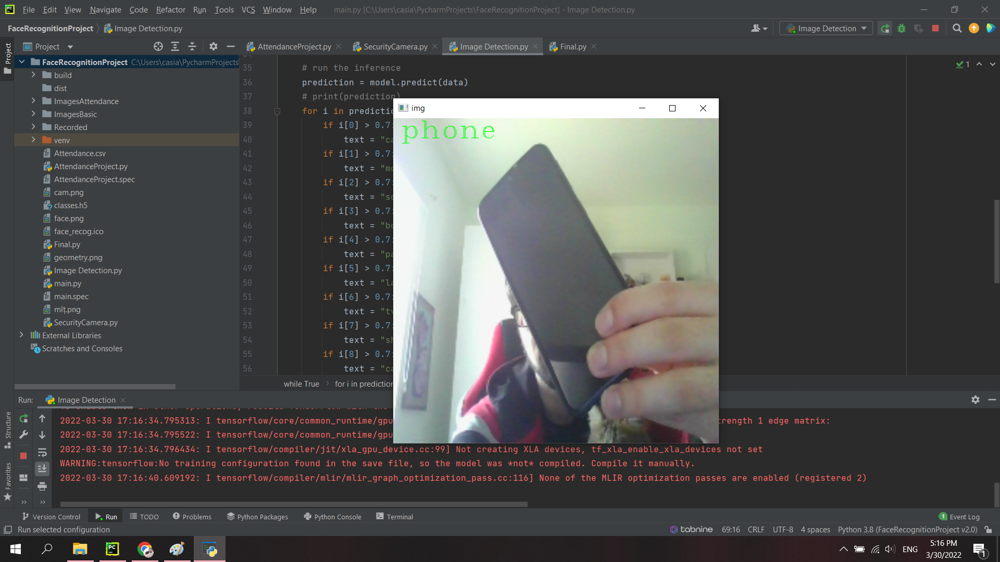 File Edit View Navigate Code Refactor Run Tools VCS Window Help main.py [C:\Users\casia\PycharmProjects\FaceRecognitionProject] - Image Detection.py
FaceRecognitionProject Image Detection.py Image Detection
Project AttendanceProject.py SecurityCamera.py Image Detection.py Final.py
Project
FaceRecognitionProject C:\Users\casia\PycharmProjects\
build
dist
ImagesAttendance
ImagesBasic
Recorded
venv
Attendance.csv
AttendanceProject.py
AttendanceProject.spec
cam.png
classes.h5
face.png
face_recog.ico
Final.py
geometry.png
Image Detection.py
main.py
main.spec
mîț.png
SecurityCamera.py
External Libraries
Scratches and Consoles
35 # run the inference
36 prediction = model.predict(data)
37 # print(prediction)
38 for i in predictio
39 if i[0] > 0.7:
40 text = "ca
41 if i[1] > 0.7:
42 text = "mo
43 if i[2] > 0.7:
44 text = "so
45 if i[3] > 0.7:
46 text = "bo
47 if i[4] > 0.7:
48 text = "pa
49 if i[5] > 0.7:
50 text = "la
51 if i[6] > 0.7:
52 text = "tv
53 if i[7] > 0.7:
54 text = "sh
55 if i[8] > 0.7:
56 text = "ca
1
while True for i in prediction
img
phone
Run: Image Detection
2022-03-30 17:16:34.795313: I tensorflow/core/common_runtime/gpu trength 1 edge matrix:
2022-03-30 17:16:34.795522: I tensorflow/core/common_runtime/gpu
2022-03-30 17:16:34.796434: I tensorflow/compiler/jit/xla_gpu_device.cc:99] Not creating XLA devices, tf_xla_enable_xla_devices not set
WARNING:tensorflow:No training configuration found in the save file, so the model was *not* compiled. Compile it manually.
2022-03-30 17:16:40.609192: I tensorflow/compiler/mlir/mlir_graph_optimization_pass.cc:116] None of the MLIR optimization passes are enabled (registered 2)
Structure
Favorites
Version Control Run TODO Problems Python Packages Python Console Terminal 1 Event Log
Run selected configuration tabnine 69:16 CRLF UTF-8 4 spaces Python 3.8 (FaceRecognitionProject v2.0)
PC ENG 5:16 PM
3/30/2022 1